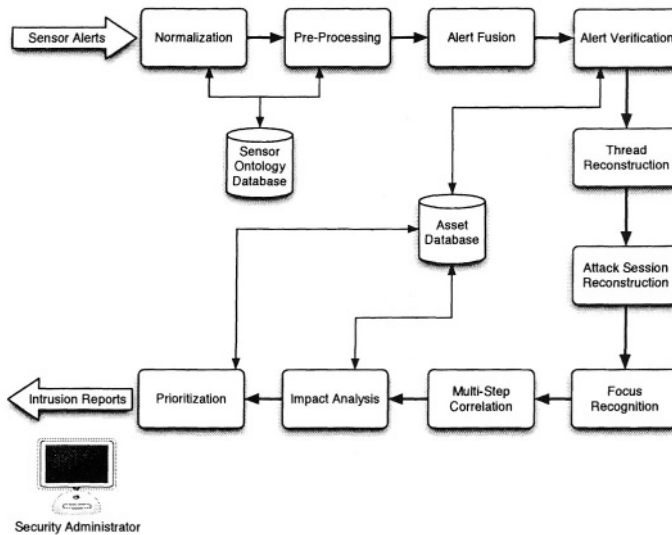 Sensor Alerts
Normalization
Pre-Processing
Alert Fusion
Alert Verification
Sensor
Ontology
Database
Thread
Reconstruction
Asset
Database
Attack Session
Reconstruction
Intrusion Reports
Prioritization
Impact Analysis
Multi-Step
Correlation
Focus
Recognition
Security Administrator